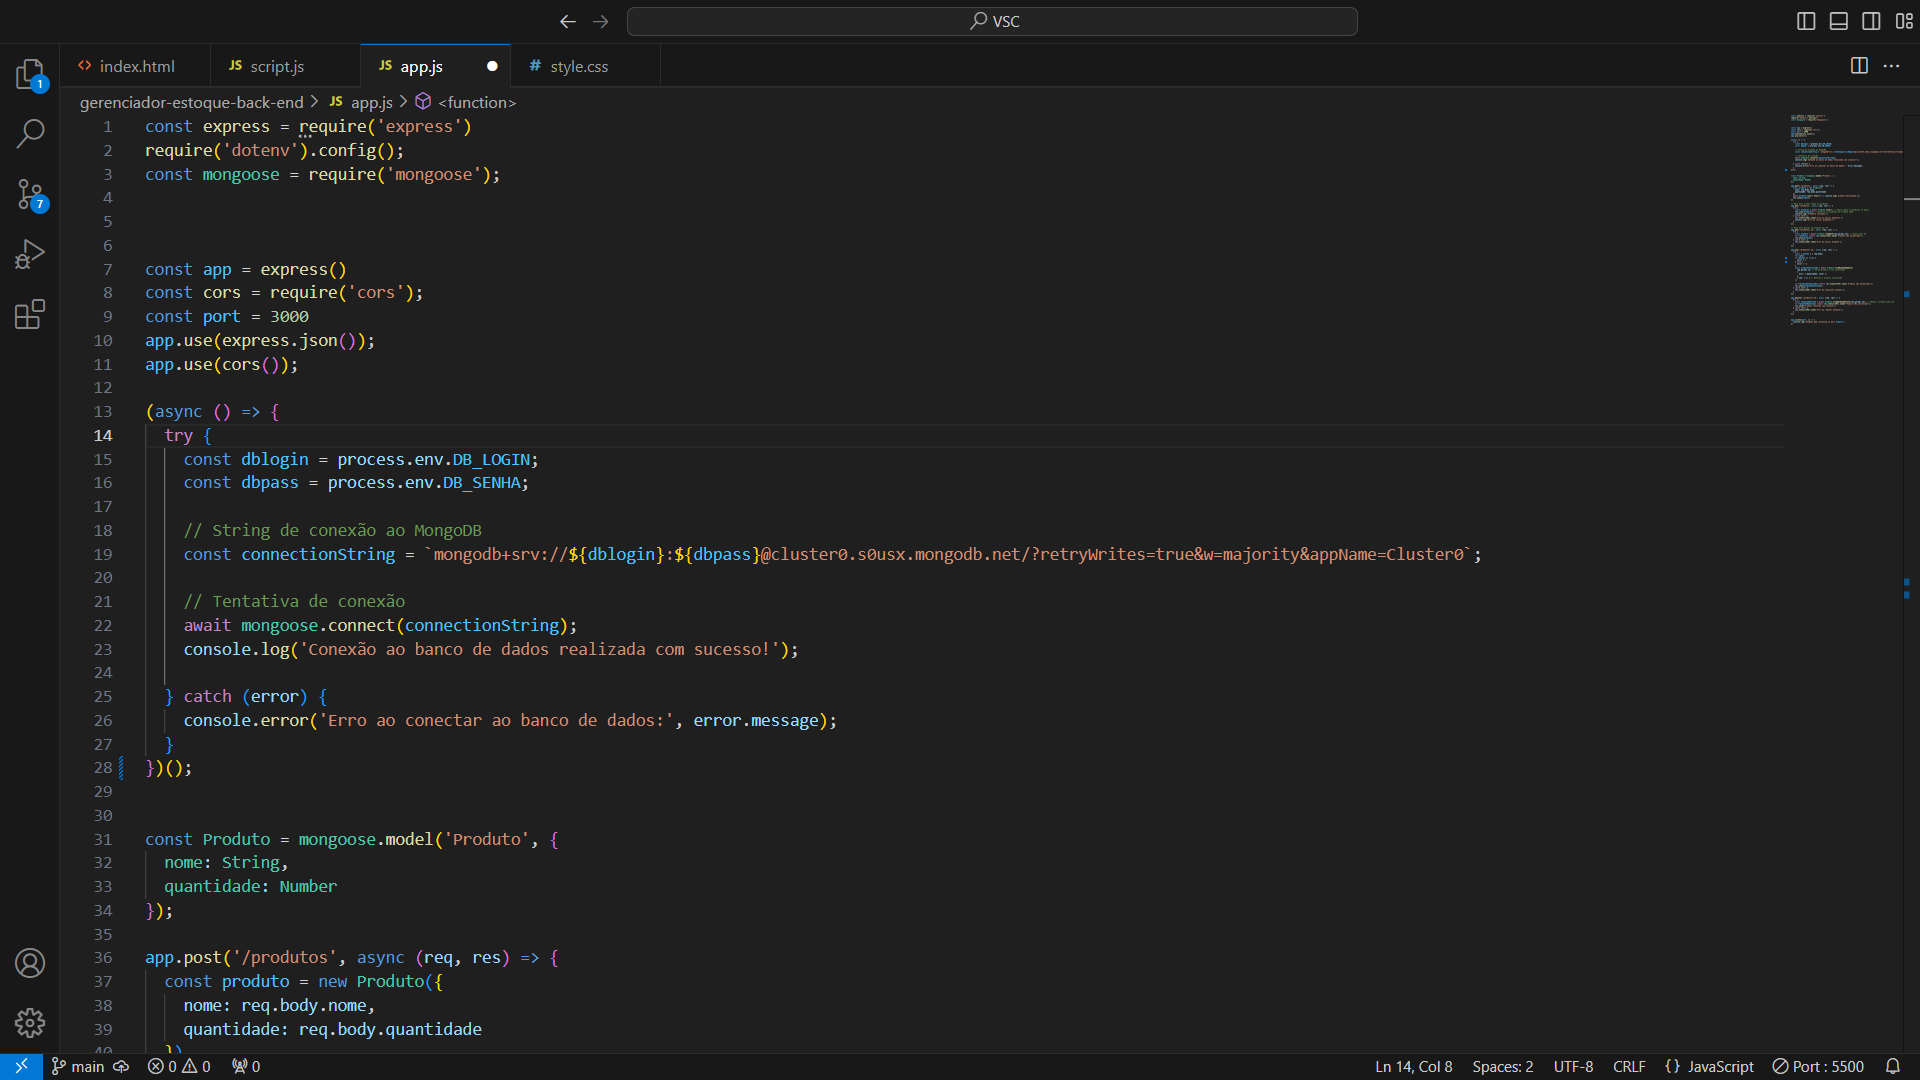 VSC
index.html
JS script.js
JS app.js
# style.css
1
gerenciador-estoque-back-end > JS app.js > <function>
7
1 const express = require('express')
2 require('dotenv').config();
3 const mongoose = require('mongoose');
4
5
6
7 const app = express()
8 const cors = require('cors');
9 const port = 3000
10 app.use(express.json());
11 app.use(cors());
12
13 (async () => {
14 try {
15 const dblogin = process.env.DB_LOGIN;
16 const dbpass = process.env.DB_SENHA;
17
18 // String de conexão ao MongoDB
19 const connectionString = `mongodb+srv://${dblogin}:${dbpass}@cluster0.s0usx.mongodb.net/?retryWrites=true&w=majority&appName=Cluster0`;
20
21 // Tentativa de conexão
22 await mongoose.connect(connectionString);
23 console.log('Conexão ao banco de dados realizada com sucesso!');
24
25 } catch (error) {
26 console.error('Erro ao conectar ao banco de dados:', error.message);
27 }
28 })();
29
30
31 const Produto = mongoose.model('Produto', {
32 nome: String,
33 quantidade: Number
34 });
35
36 app.post('/produtos', async (req, res) => {
37 const produto = new Produto({
38 nome: req.body.nome,
39 quantidade: req.body.quantidade
40 })
main 0 0 0 Ln 14, Col 8 Spaces: 2 UTF-8 CRLF {} JavaScript Port : 5500